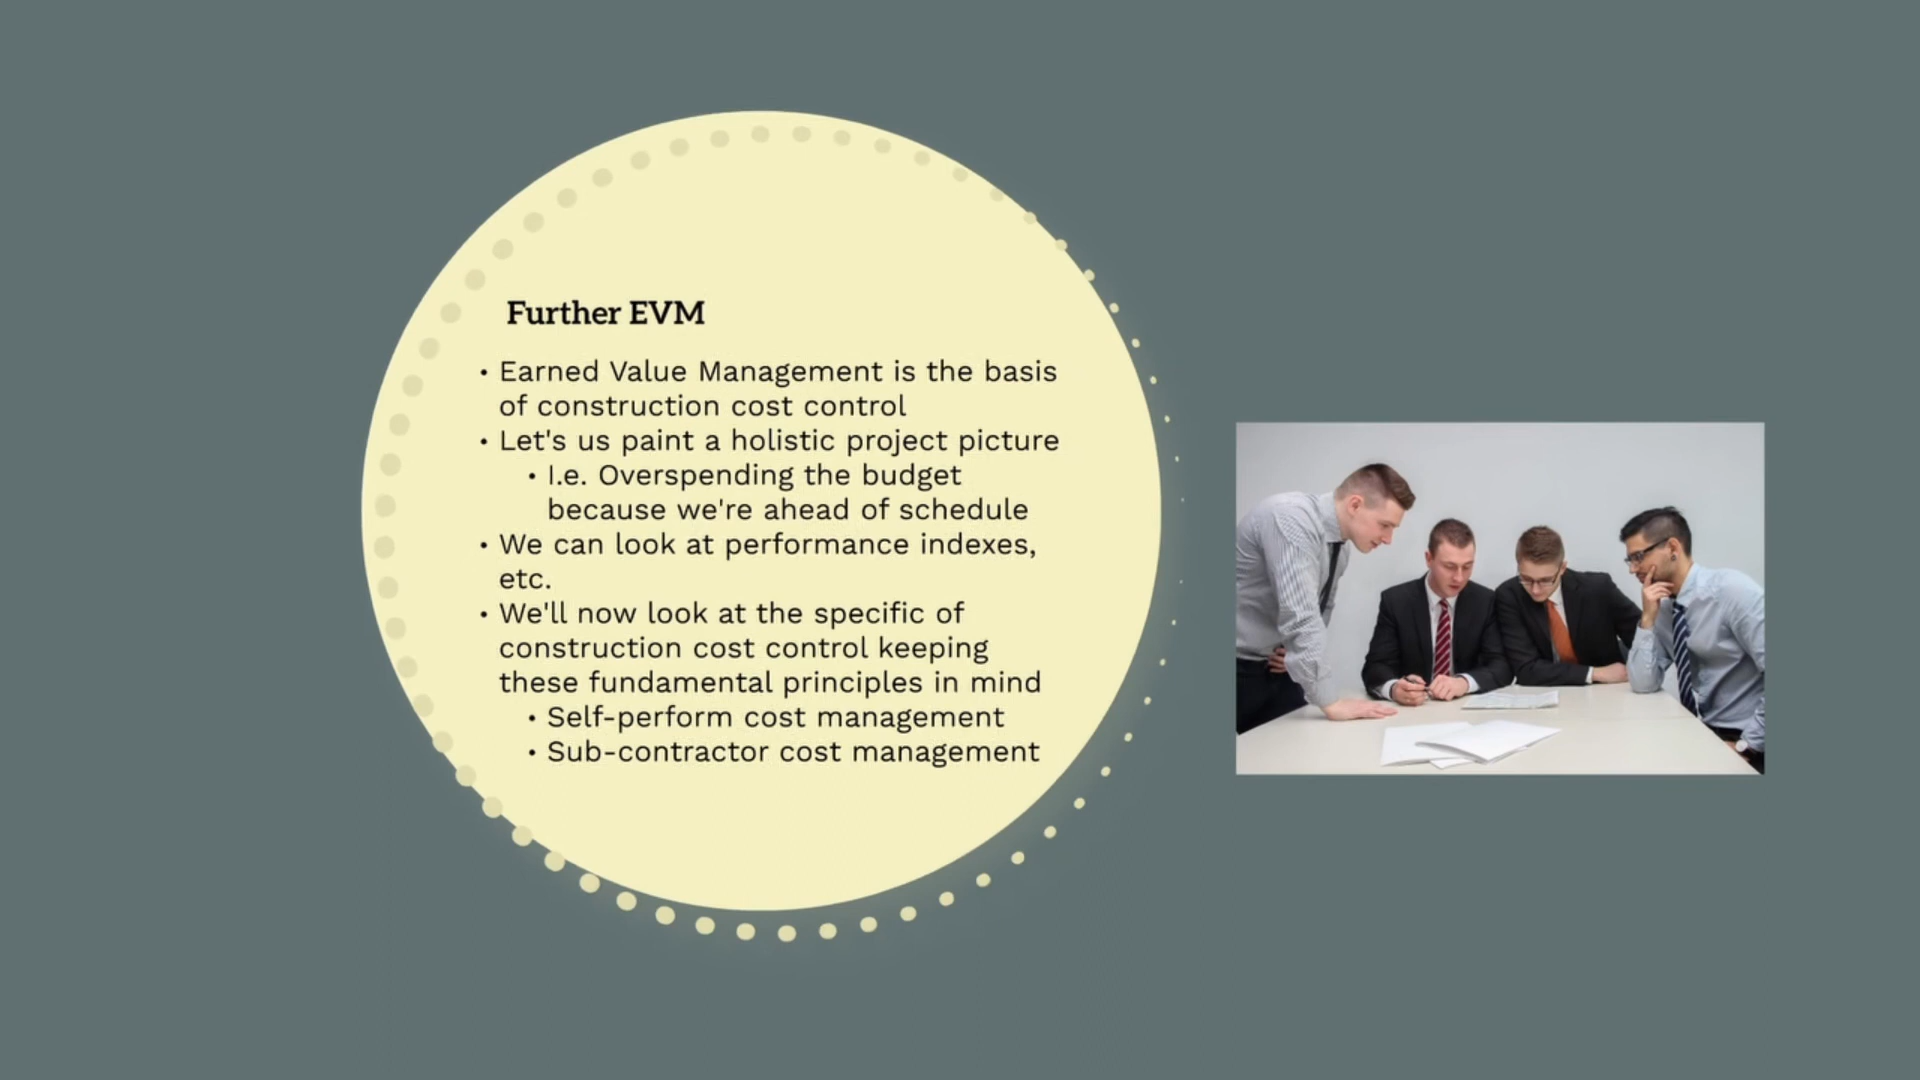 Further EVM
• Earned Value Management is the basis
of construction cost control
• Let's us paint a holistic project picture
• I.e. Overspending the budget
because we're ahead of schedule
• We can look at performance indexes,
etc.
• We'll now look at the specific of
construction cost control keeping
these fundamental principles in mind
• Self-perform cost management
• Sub-contractor cost management